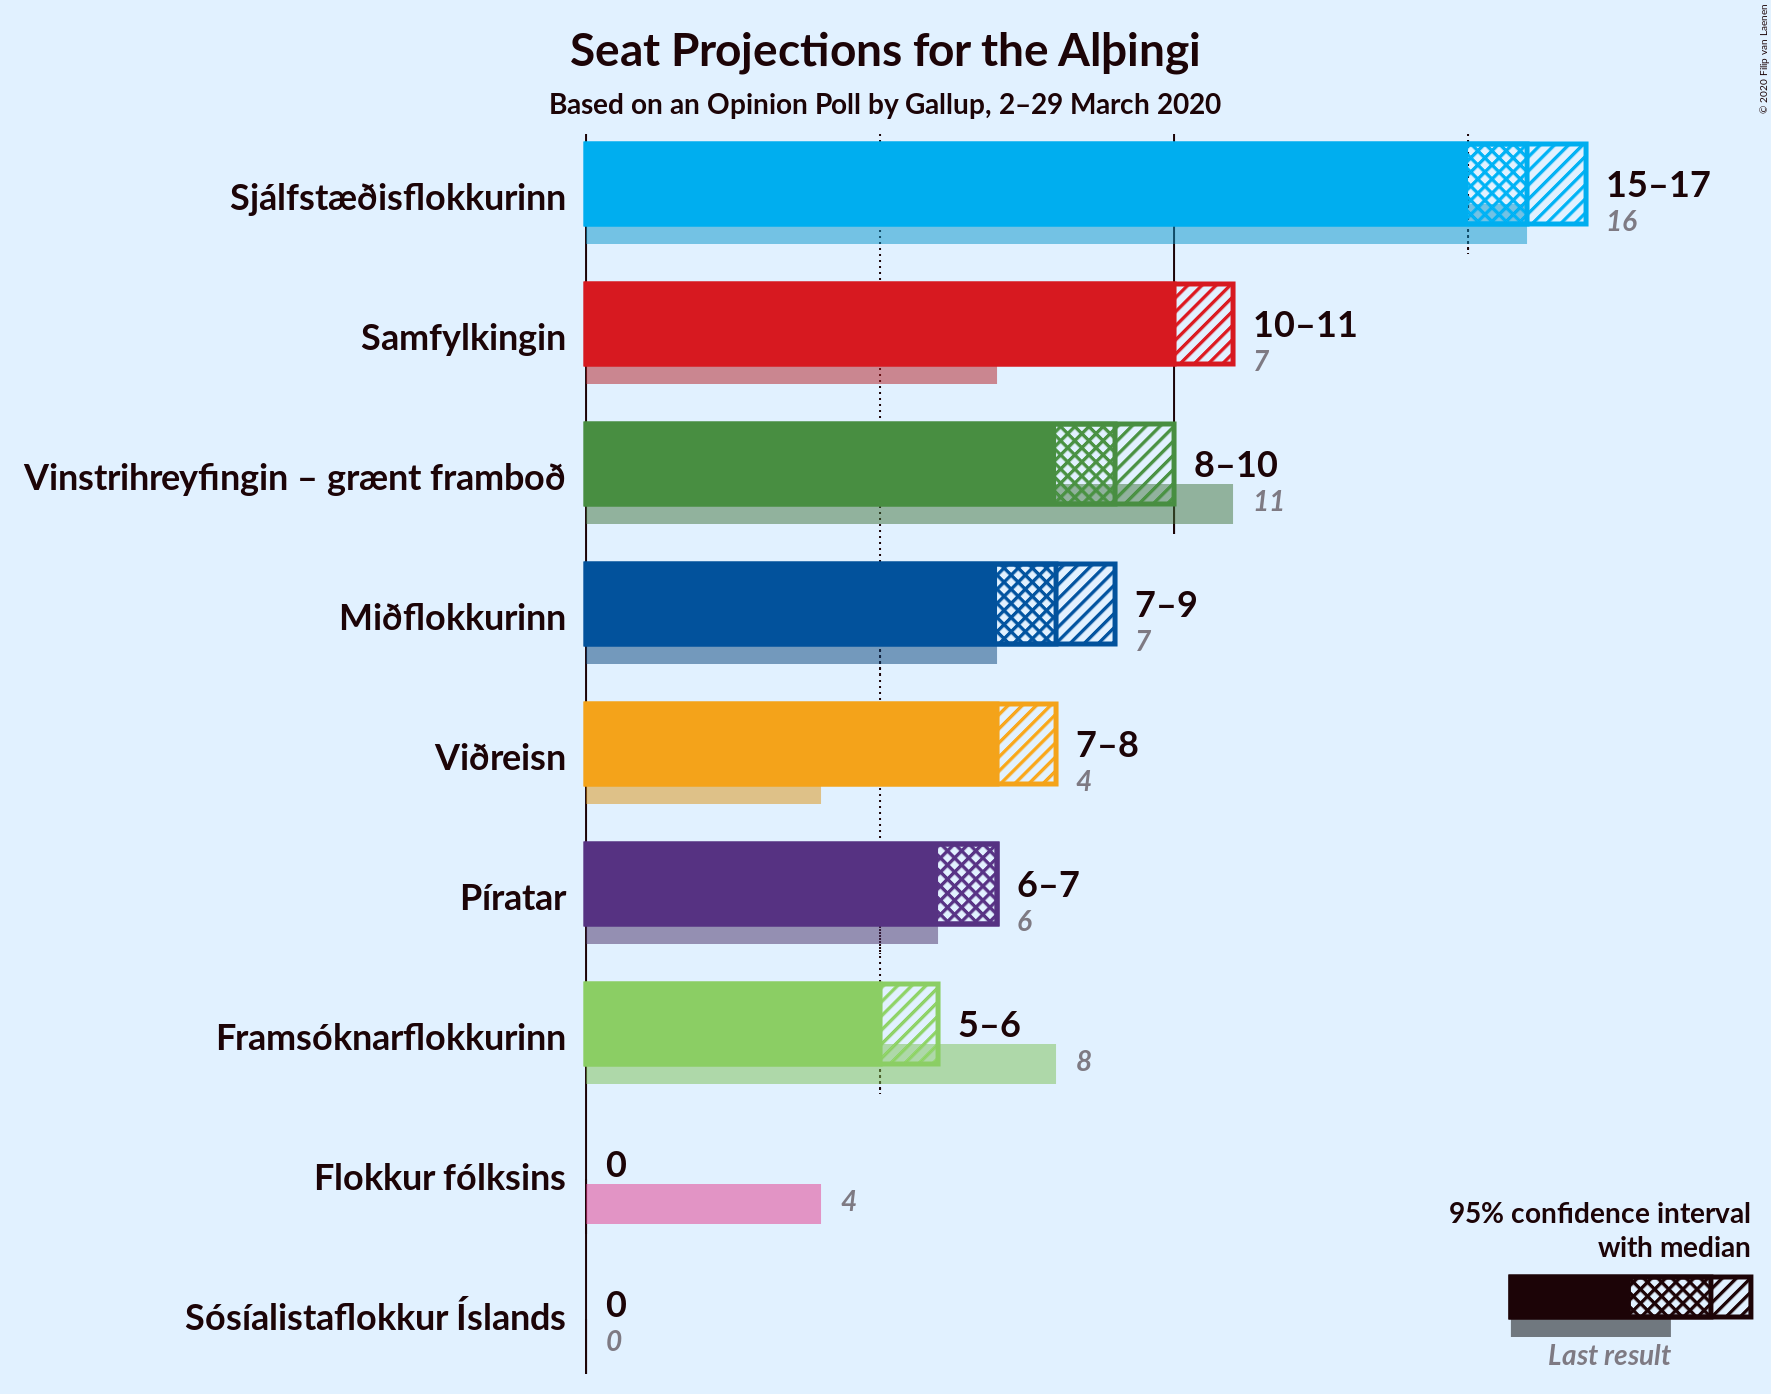 Seat Projections for the Alþingi
Based on an Opinion Poll by Gallup, 2–29 March 2020
© 2020 Filip van Laenen
Sjálfstæðisflokkurinn
15–17
16
Samfylkingin
10–11
7
Vinstrihreyfingin – grænt framboð
8–10
11
Miðflokkurinn
7–9
7
Viðreisn
7–8
4
Píratar
6–7
6
Framsóknarflokkurinn
5–6
8
Flokkur fólksins
0
4
Sósíalistaflokkur Íslands
0
0
95% confidence interval
with median
Last result